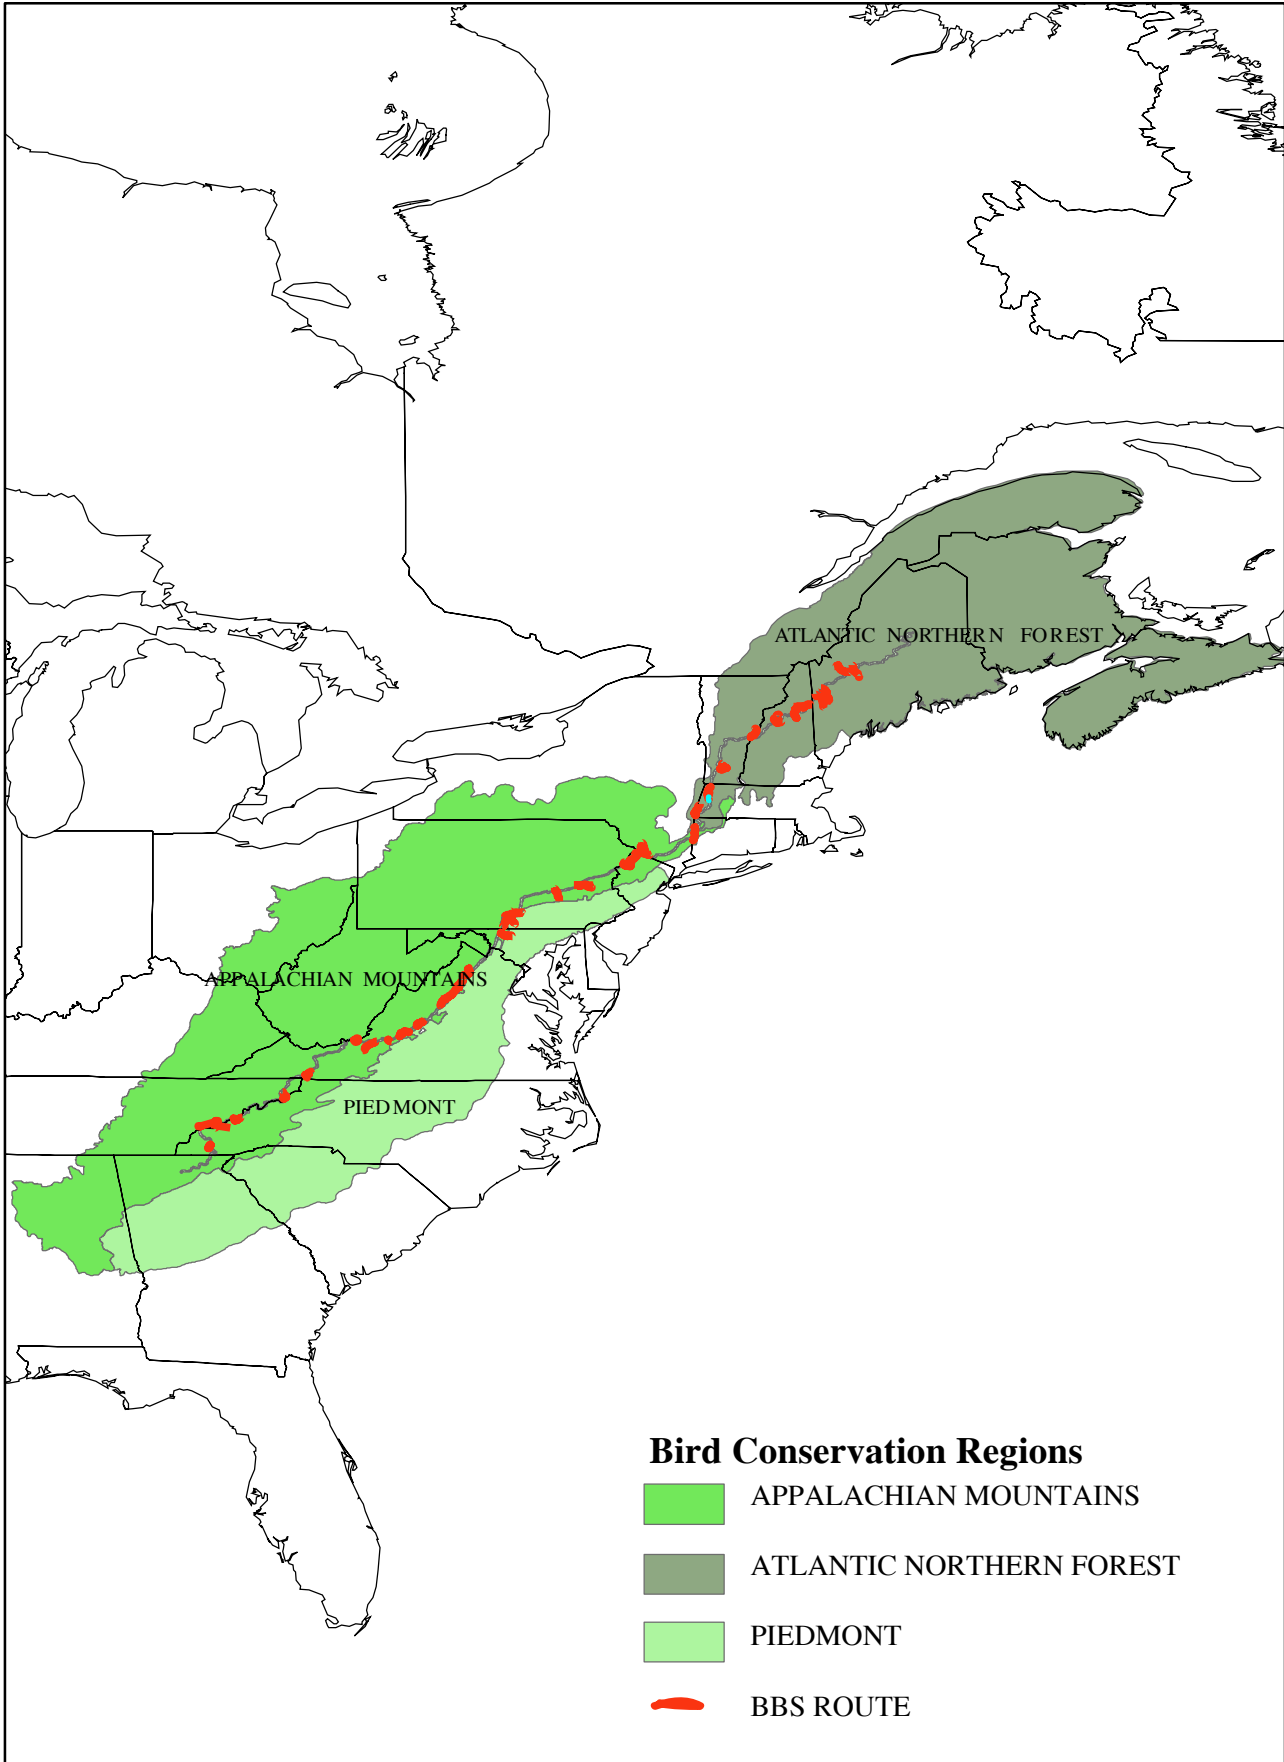 ATLANTIC NORTHERN FOREST
APPALACHIAN MOUNTAINS
PIEDMONT
Bird Conservation Regions
APPALACHIAN MOUNTAINS
ATLANTIC NORTHERN FOREST
PIEDMONT
BBS ROUTE